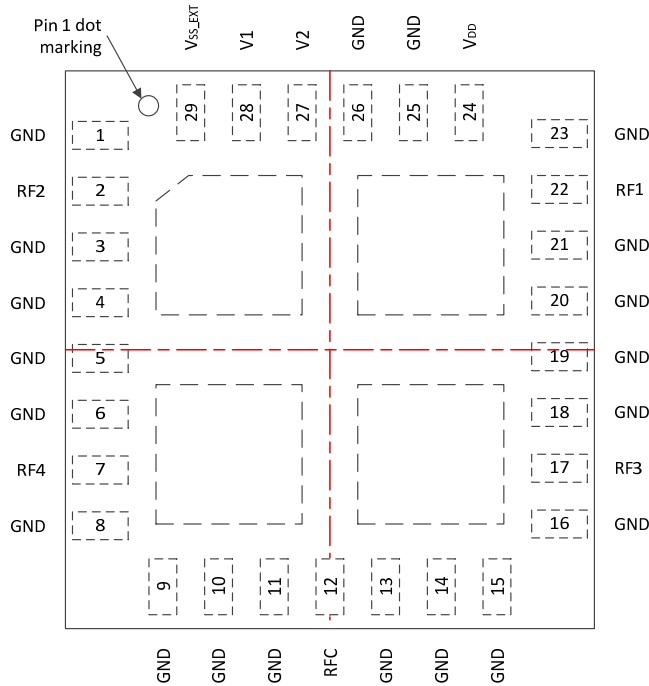 Pin 1 dot
marking
VSS_EXT V1 V2 GND GND VDD
29 28 27 26 25 24
GND 1 23 GND
RF2 2 22 RF1
GND 3 21 GND
GND 4 20 GND
GND 5 19 GND
GND 6 18 GND
RF4 7 17 RF3
GND 8 16 GND
9 10 11 12 13 14 15
GND GND GND RFC GND GND GND